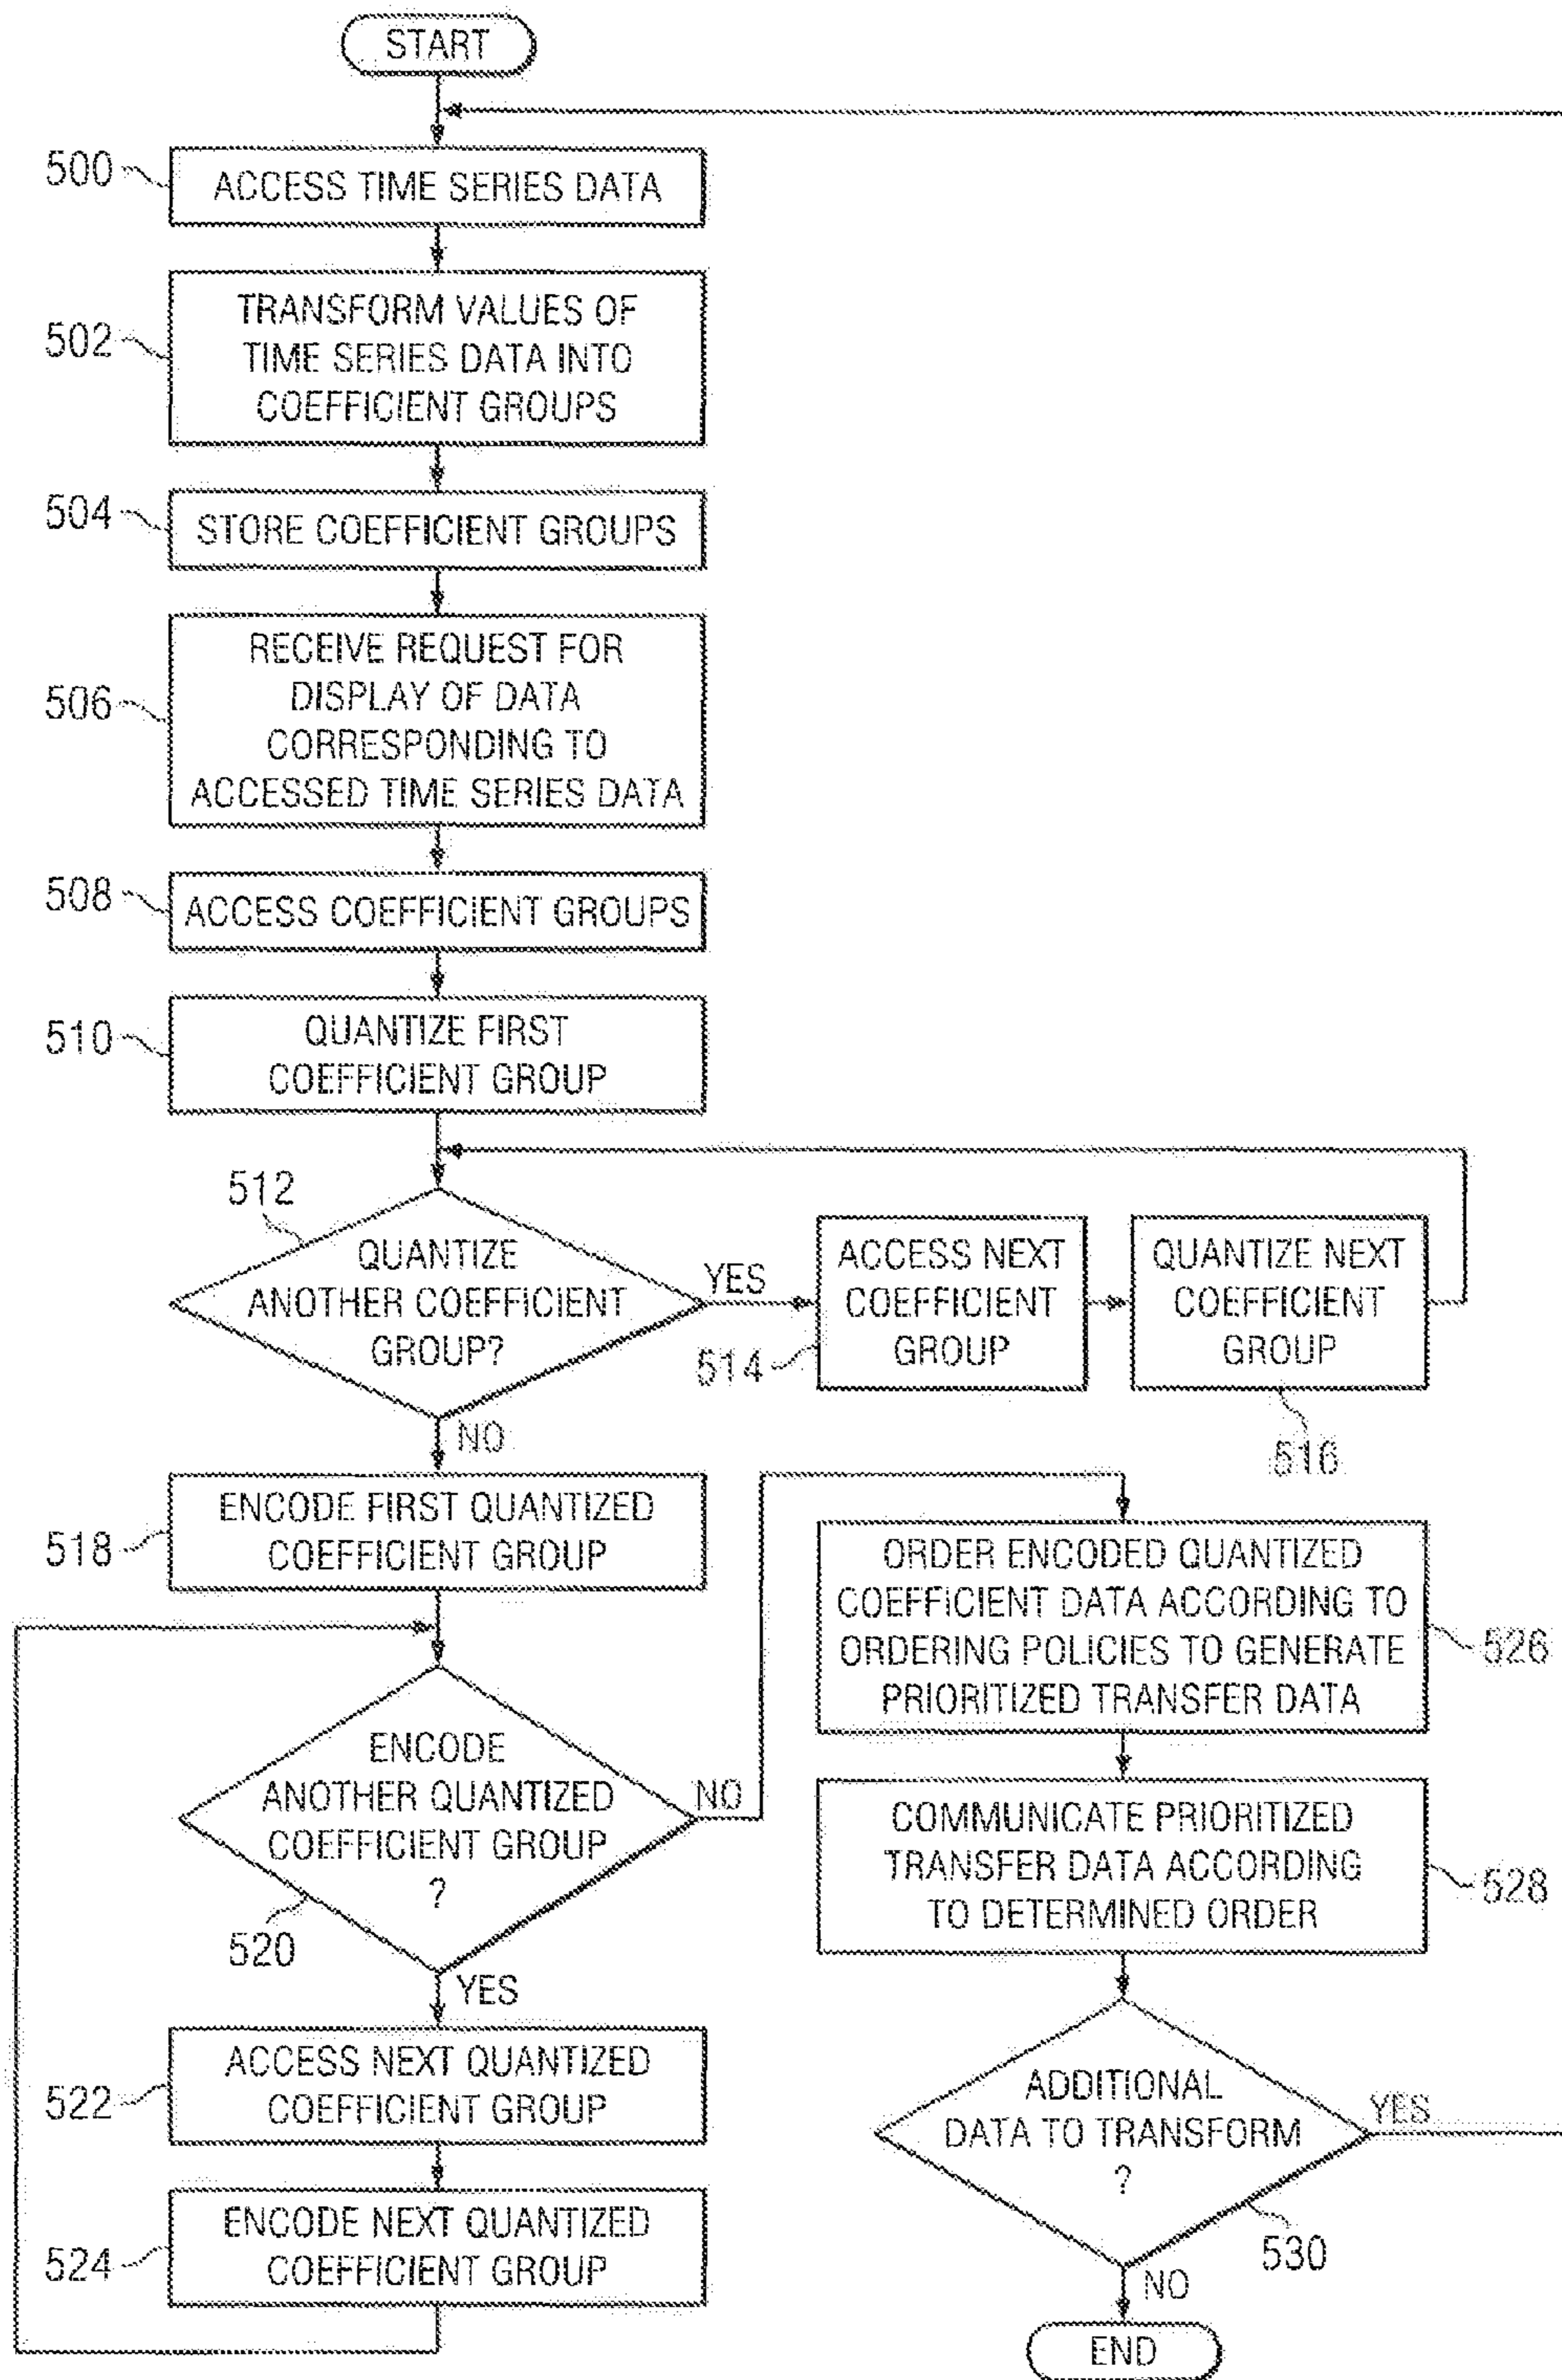 START
500
ACCESS TIME SERIES DATA
502
TRANSFORM VALUES OF
TIME SERIES DATA INTO
COEFFICIENT GROUPS
504
STORE COEFFICIENT GROUPS
506
RECEIVE REQUEST FOR
DISPLAY OF DATA
CORRESPONDING TO
ACCESSED TIME SERIES DATA
508
ACCESS COEFFICIENT GROUPS
510
QUANTIZE FIRST
COEFFICIENT GROUP
512
QUANTIZE
ANOTHER COEFFICIENT
GROUP?
YES
514
ACCESS NEXT
COEFFICIENT
GROUP
QUANTIZE NEXT
COEFFICIENT
GROUP
516
NO
518
ENCODE FIRST QUANTIZED
COEFFICIENT GROUP
ENCODE
ANOTHER QUANTIZED
COEFFICIENT GROUP
?
520
NO
YES
522
ACCESS NEXT QUANTIZED
COEFFICIENT GROUP
524
ENCODE NEXT QUANTIZED
COEFFICIENT GROUP
ORDER ENCODED QUANTIZED
COEFFICIENT DATA ACCORDING TO
ORDERING POLICIES TO GENERATE
PRIORITIZED TRANSFER DATA
526
COMMUNICATE PRIORITIZED
TRANSFER DATA ACCORDING
TO DETERMINED ORDER
528
ADDITIONAL
DATA TO TRANSFORM
?
YES
530
NO
END